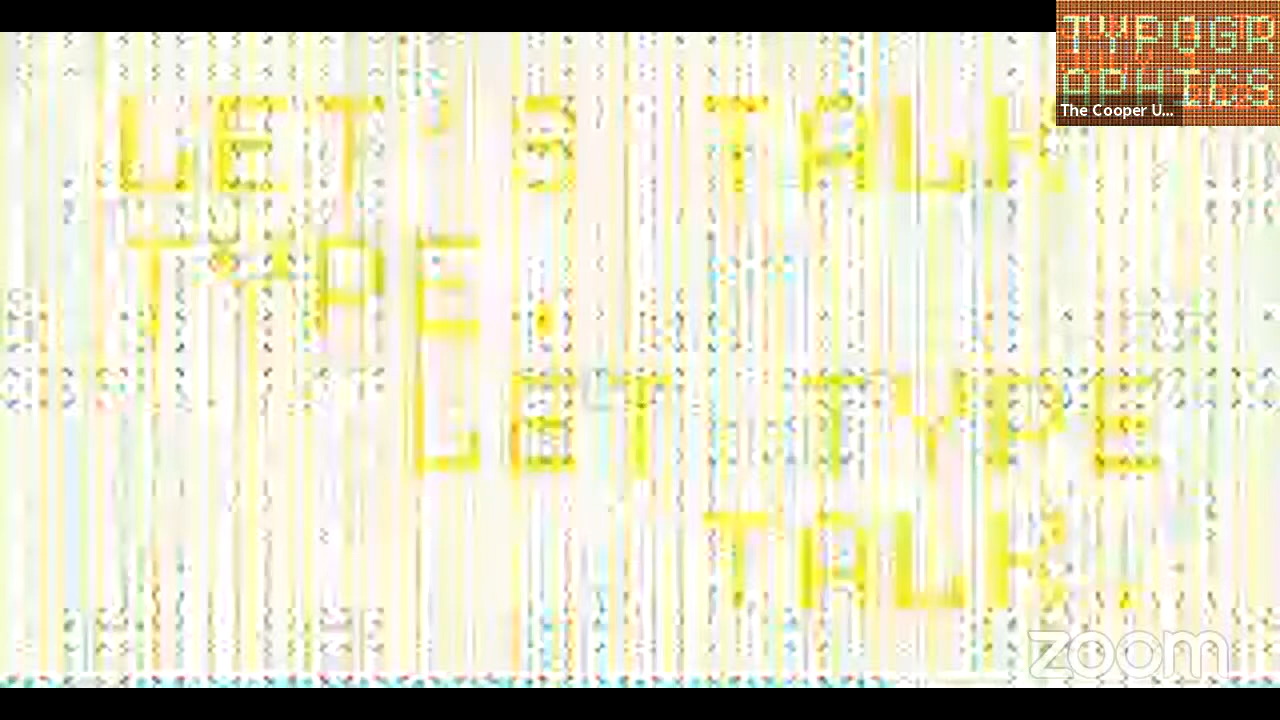 LET'S TALK
TYPE.
LET TYPE
TALK.
TYPOGR
APHICS
The Cooper U...
zoom